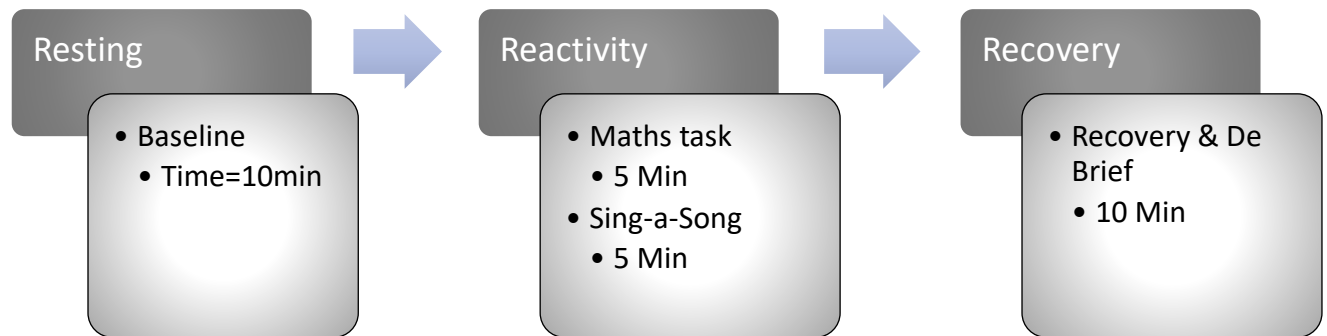 Resting
• Baseline
• Time=10min
Reactivity
• Maths task
• 5 Min
• Sing-a-Song
• 5 Min
Recovery
• Recovery & De
Brief
• 10 Min